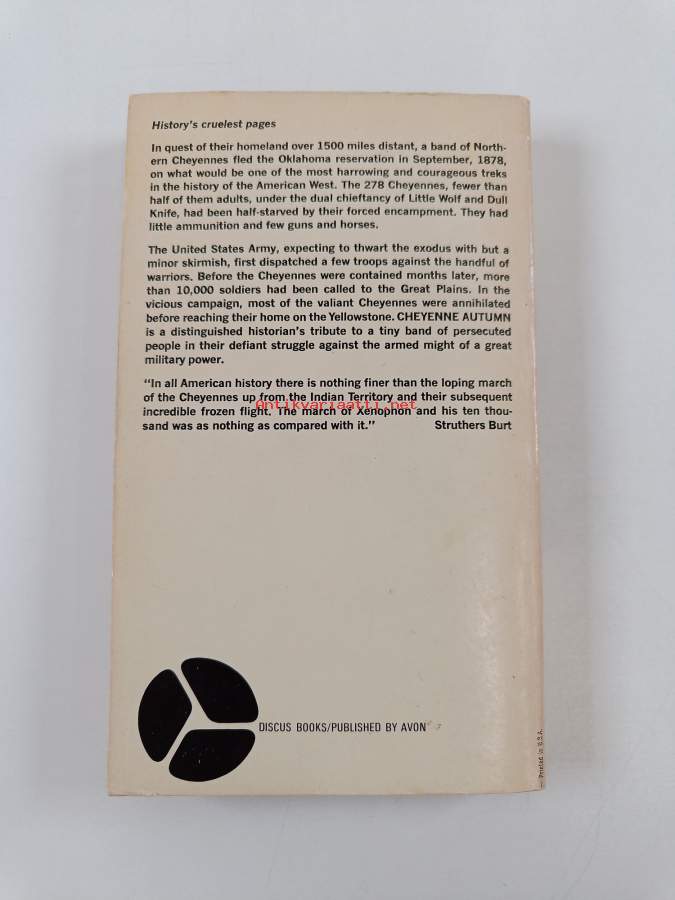 History's cruelest pages
In quest of their homeland over 1500 miles distant, a band of North-
ern Cheyennes fled the Oklahoma reservation in September, 1878,
on what would be one of the most harrowing and courageous treks
in the history of the American West. The 278 Cheyennes, fewer than
half of them adults, under the dual chieftancy of Little Wolf and Dull
Knife, had been half-starved by their forced encampment. They had
little ammunition and few guns and horses.
The United States Army, expecting to thwart the exodus with but a
minor skirmish, first dispatched a few troops against the handful of
warriors. Before the Cheyennes were contained months later, more
than 10,000 soldiers had been called to the Great Plains. In the
vicious campaign, most of the valiant Cheyennes were annihilated
before reaching their home on the Yellowstone. CHEYENNE AUTUMN
is a distinguished historian's tribute to a tiny band of persecuted
people in their defiant struggle against the armed might of a great
military power.
"In all American history there is nothing finer than the loping march
of the Cheyennes up from the Indian Territory and their subsequent
Antikvariaatti.net
incredible frozen flight. The march of Xenophon and his ten thou-
sand was as nothing as compared with it." Struthers Burt
DISCUS BOOKS/PUBLISHED BY AVON
Printed in U.S.A.